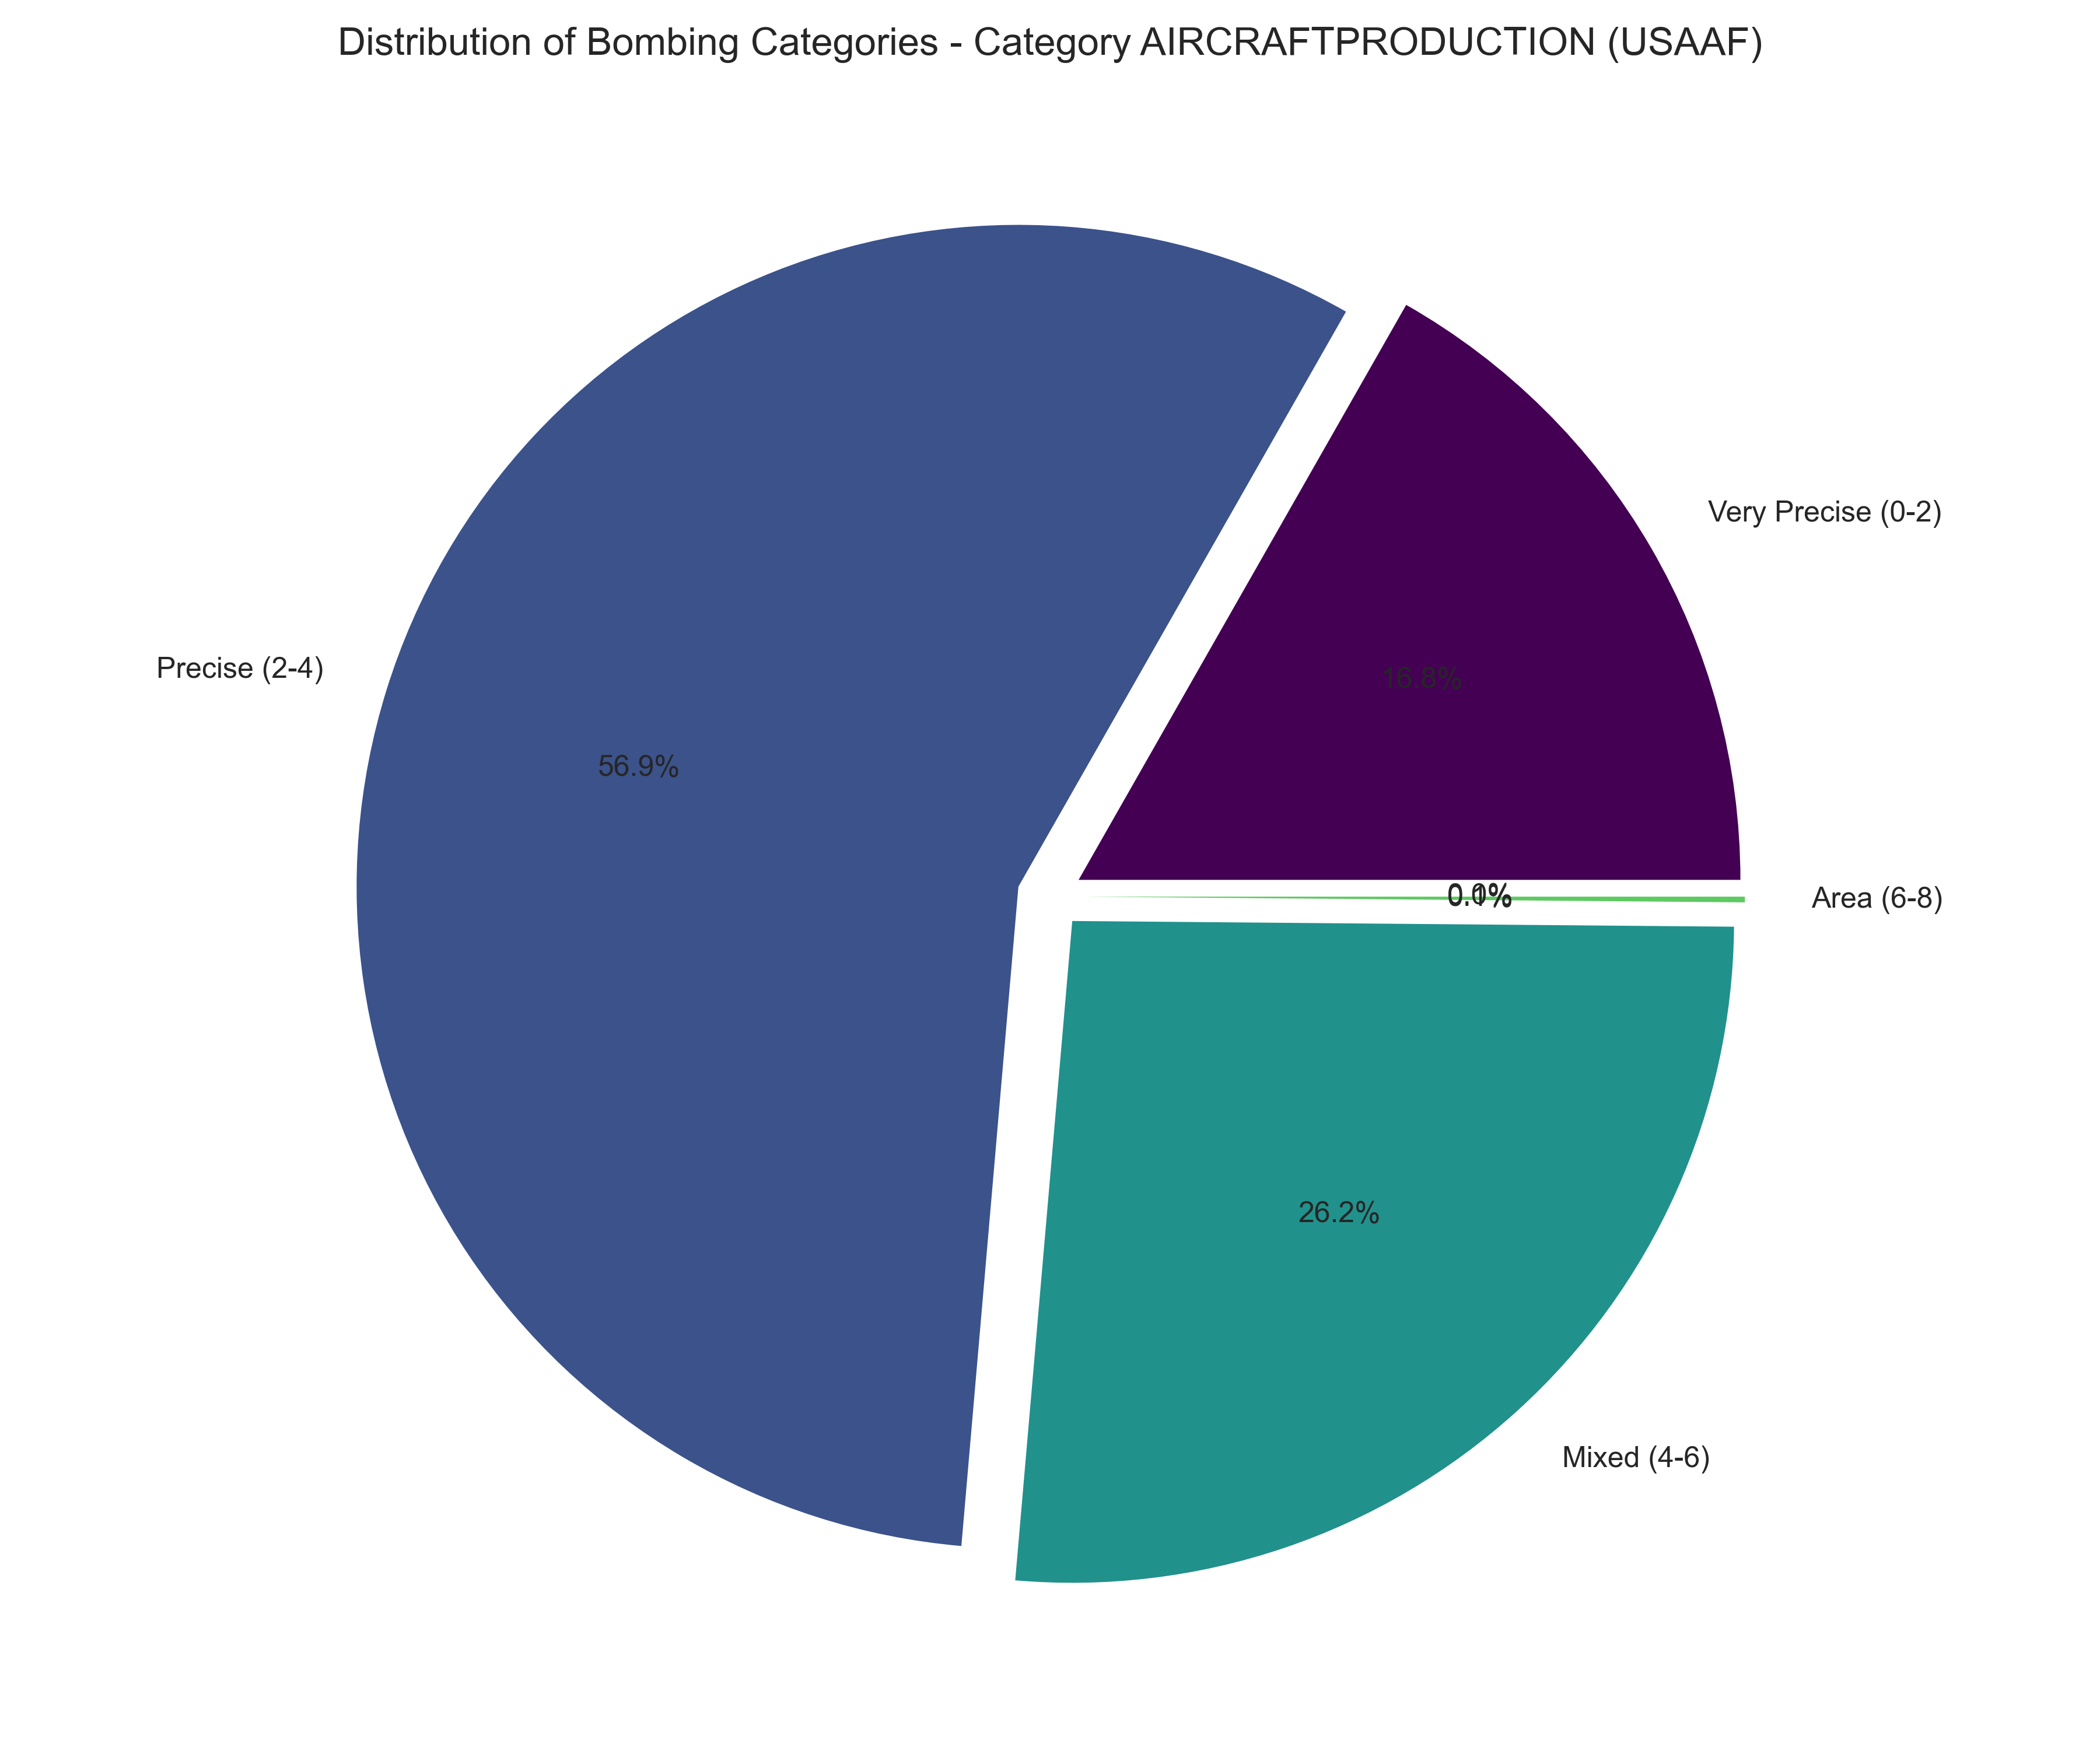 Distribution of Bombing Categories - Category AIRCRAFTPRODUCTION (USAAF)
Very Precise (0-2)
16.8%
Precise (2-4)
56.9%
Area (6-8)
26.2%
Mixed (4-6)